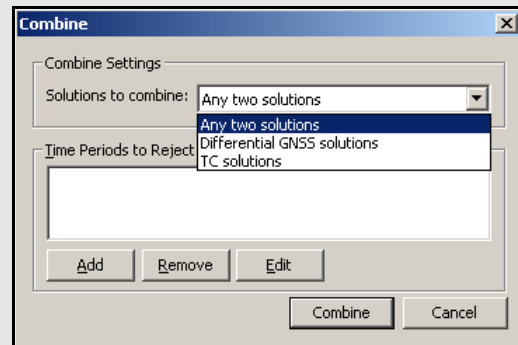 Combine
Combine Settings
Solutions to combine: Any two solutions
Any two solutions
Differential GNSS solutions
TC solutions
Time Periods to Reject
Add Remove Edit
Combine Cancel